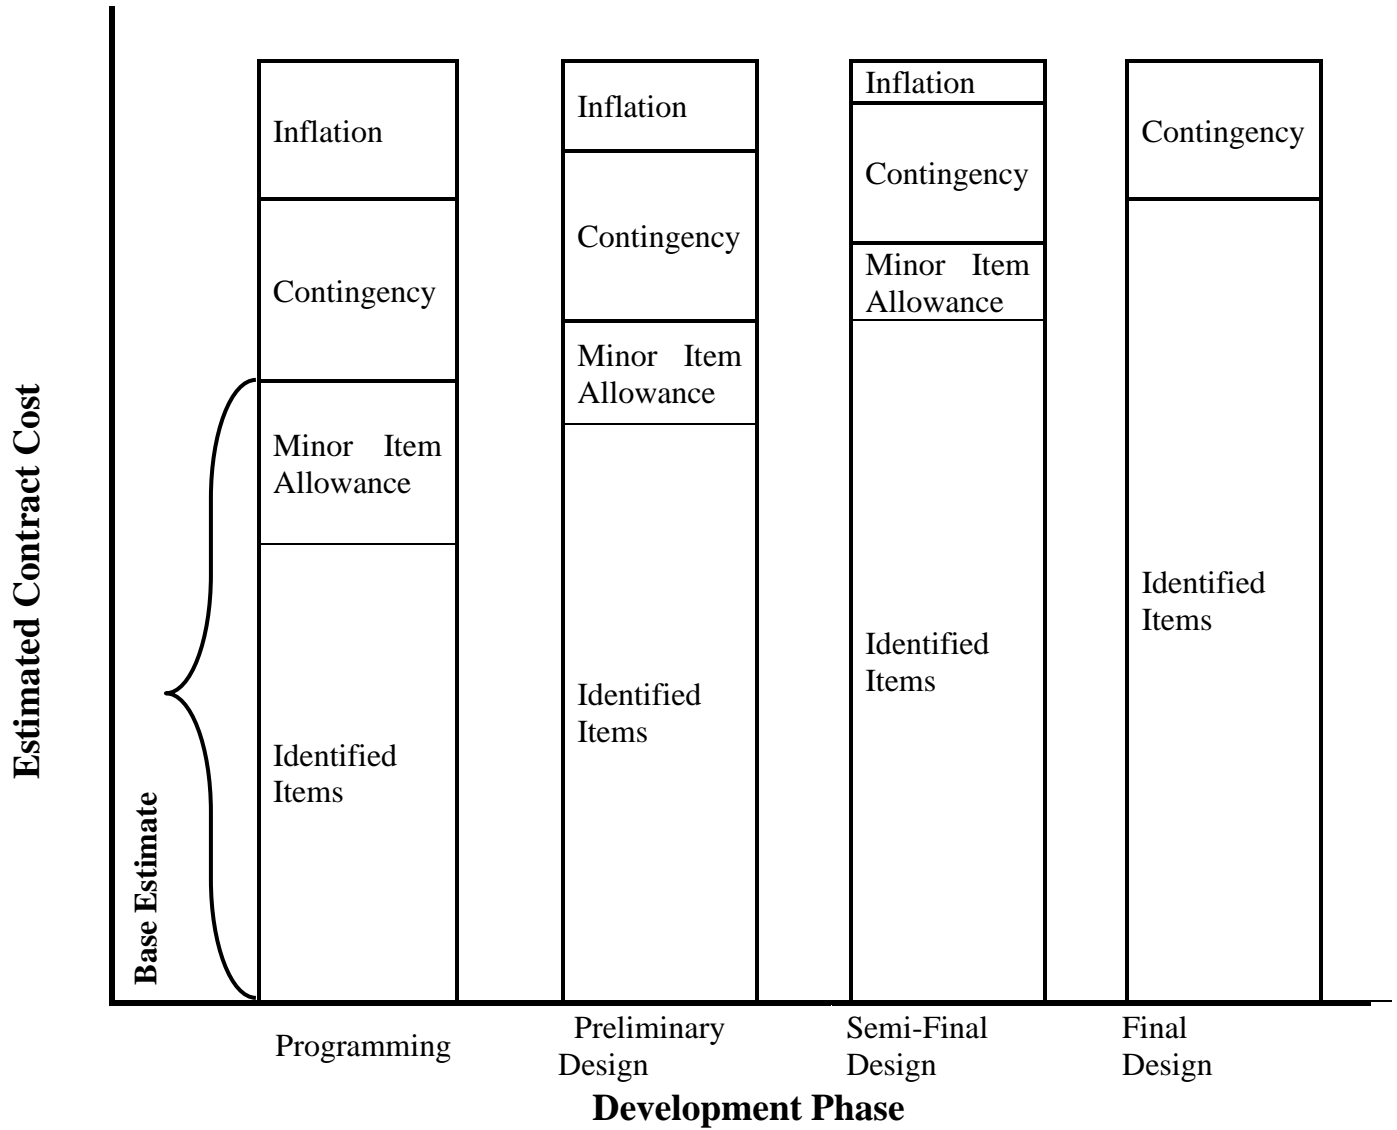 Estimated Contract Cost
Base Estimate
Inflation
Contingency
Minor Item
Allowance
Identified
Items
Inflation
Contingency
Minor Item
Allowance
Identified
Items
Inflation
Contingency
Minor Item
Allowance
Identified
Items
Contingency
Identified
Items
Programming
Preliminary
Design
Semi-Final
Design
Final
Design
Development Phase